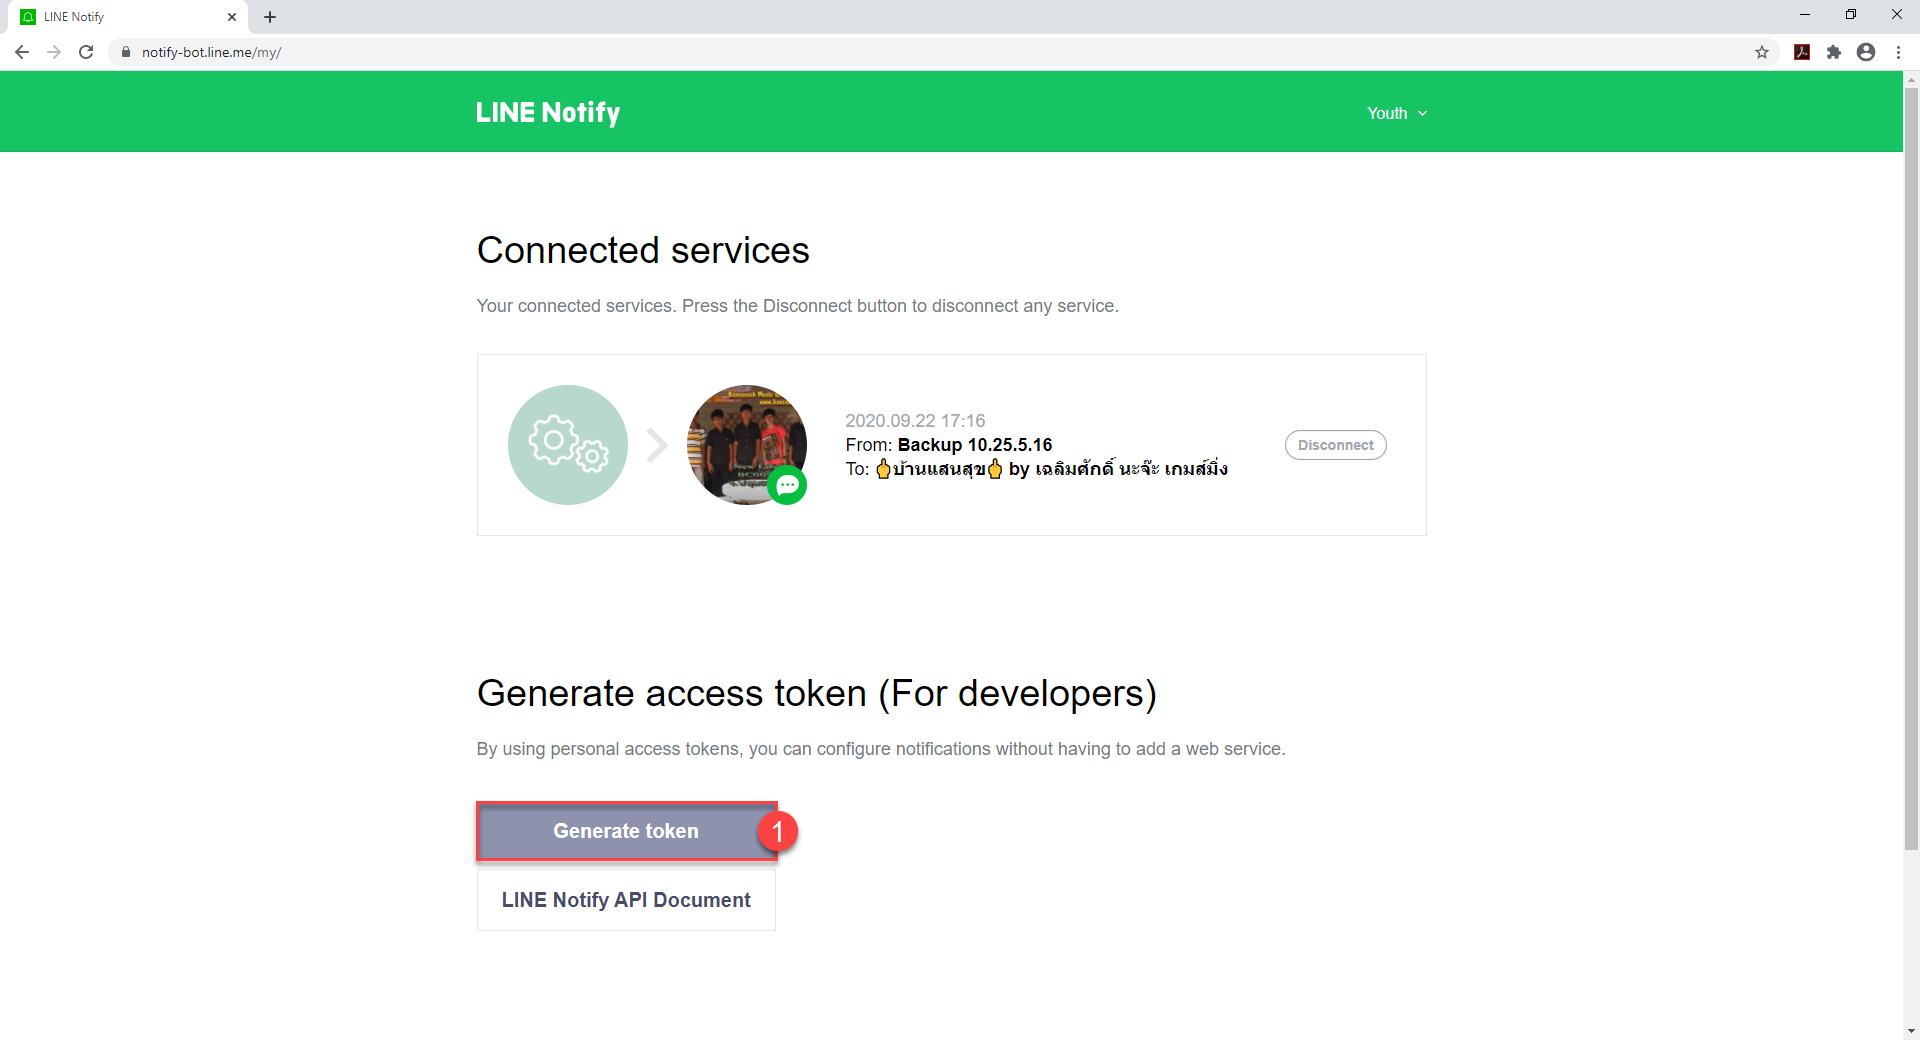 LINE Notify
notify-bot.line.me/my/
LINE Notify
Youth
Connected services
Your connected services. Press the Disconnect button to disconnect any service.
2020.09.22 17:16
From: Backup 10.25.5.16
Disconnect
To: 🖕บ้านแสนสุข🖕 by เฉลิมศักดิ์ นะจ๊ะ เกมส์มิ่ง
Generate access token (For developers)
By using personal access tokens, you can configure notifications without having to add a web service.
Generate token
1
LINE Notify API Document